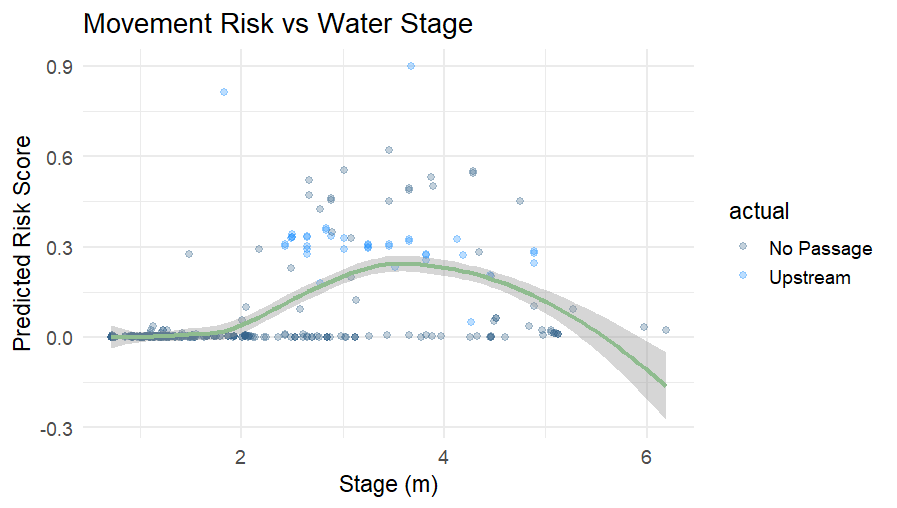 Movement Risk vs Water Stage
0.9
0.6
0.3
0.0
-0.3
Predicted Risk Score
2
4
6
Stage (m)
actual
No Passage
Upstream